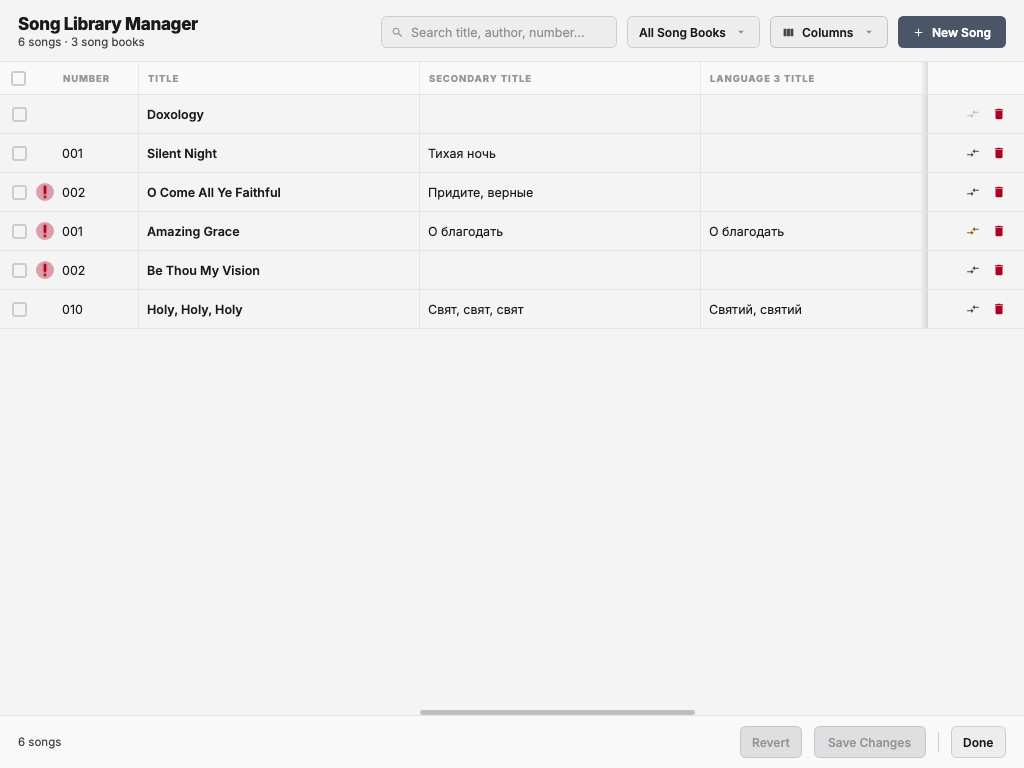 Song Library Manager
6 songs · 3 song books
Search title, author, number...
All Song Books
Columns
+ New Song
NUMBER TITLE SECONDARY TITLE LANGUAGE 3 TITLE
Doxology
001 Silent Night Тихая ночь
002 O Come All Ye Faithful Придите, верные
001 Amazing Grace О благодать О благодать
002 Be Thou My Vision
010 Holy, Holy, Holy Свят, свят, свят Святий, святий
6 songs
Revert
Save Changes
Done